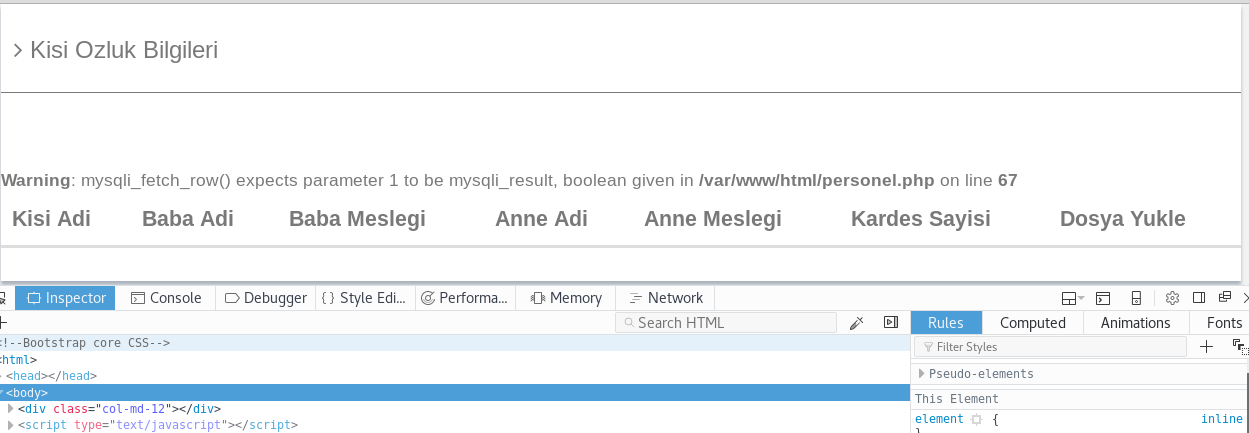 Kisi Ozluk Bilgileri
Warning: mysqli_fetch_row() expects parameter 1 to be mysqli_result, boolean given in /var/www/html/personel.php on line 67
Kisi Adi Baba Adi Baba Meslegi Anne Adi Anne Meslegi Kardes Sayisi Dosya Yukle
Inspector Console Debugger { } Style Edi... Performa... Memory Network
+ Search HTML Rules Computed Animations Fonts
Filter Styles +
!--Bootstrap core CSS-->
html>
<head></head>
<body>
<div class="col-md-12"></div>
<script type="text/javascript"></script>
Pseudo-elements
This Element
element { inline
}